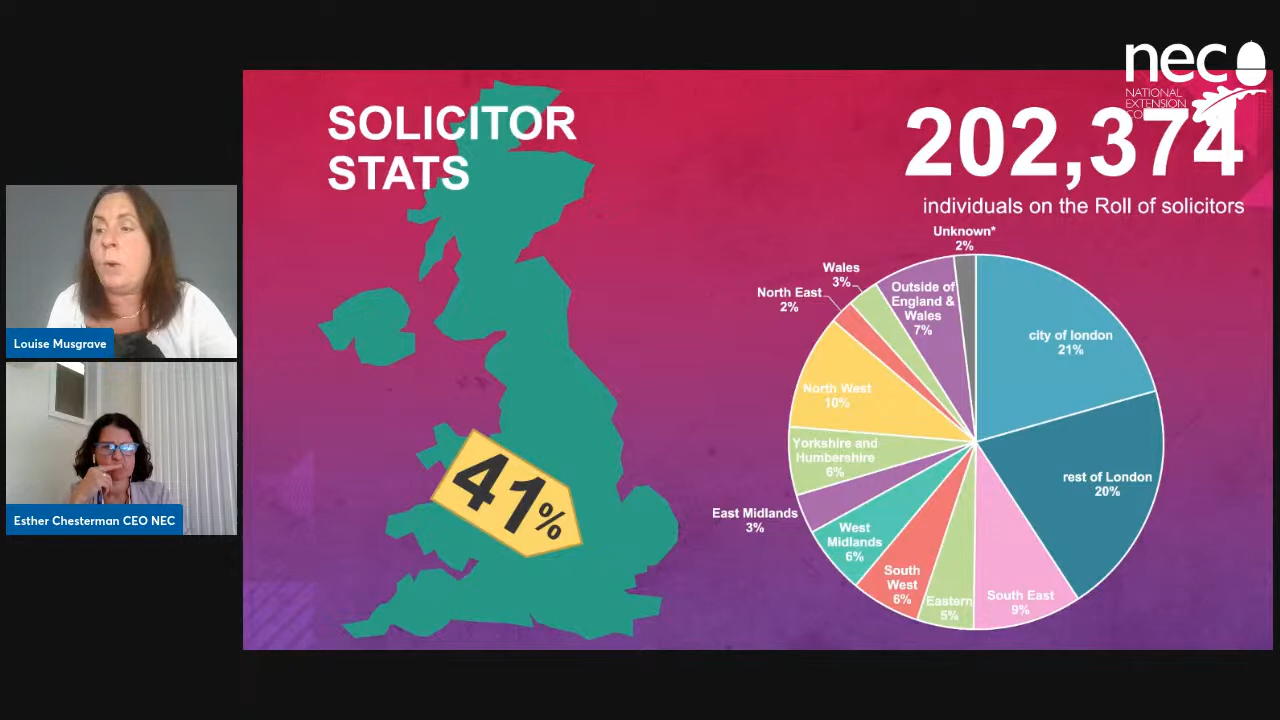 nec
NATIONAL
EXTENSION
SOLICITOR
STATS
202,374
individuals on the Roll of solicitors
Unknown*
2%
Wales
3%
North East
2%
Outside of
England &
Wales
7%
city of london
21%
North West
10%
Yorkshire and
Humbershire
6%
rest of London
20%
East Midlands
3%
West
Midlands
6%
South
West
6%
Eastern
5%
South East
9%
41%
Louise Musgrave
Esther Chesterman CEO NEC